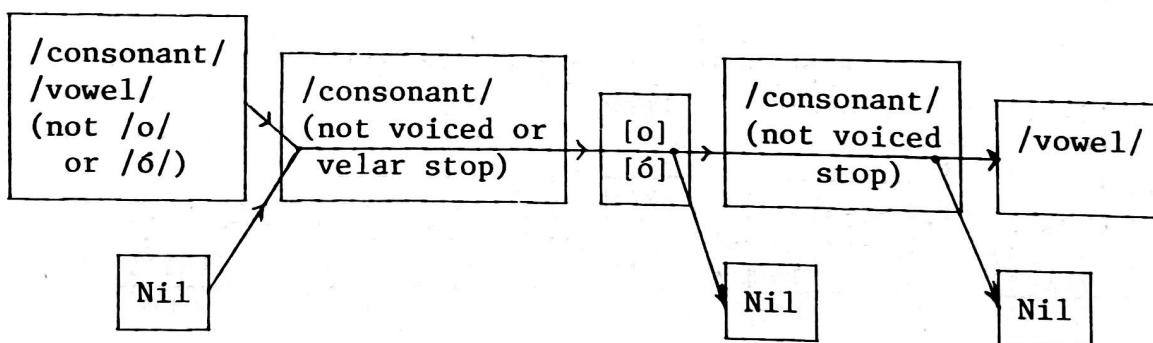 /consonant/
/vowel/
(not /o/
or /ó/)
/consonant/
(not voiced or
velar stop)
[o]
[ó]
/consonant/
(not voiced
stop)
/vowel/
Nil
Nil
Nil